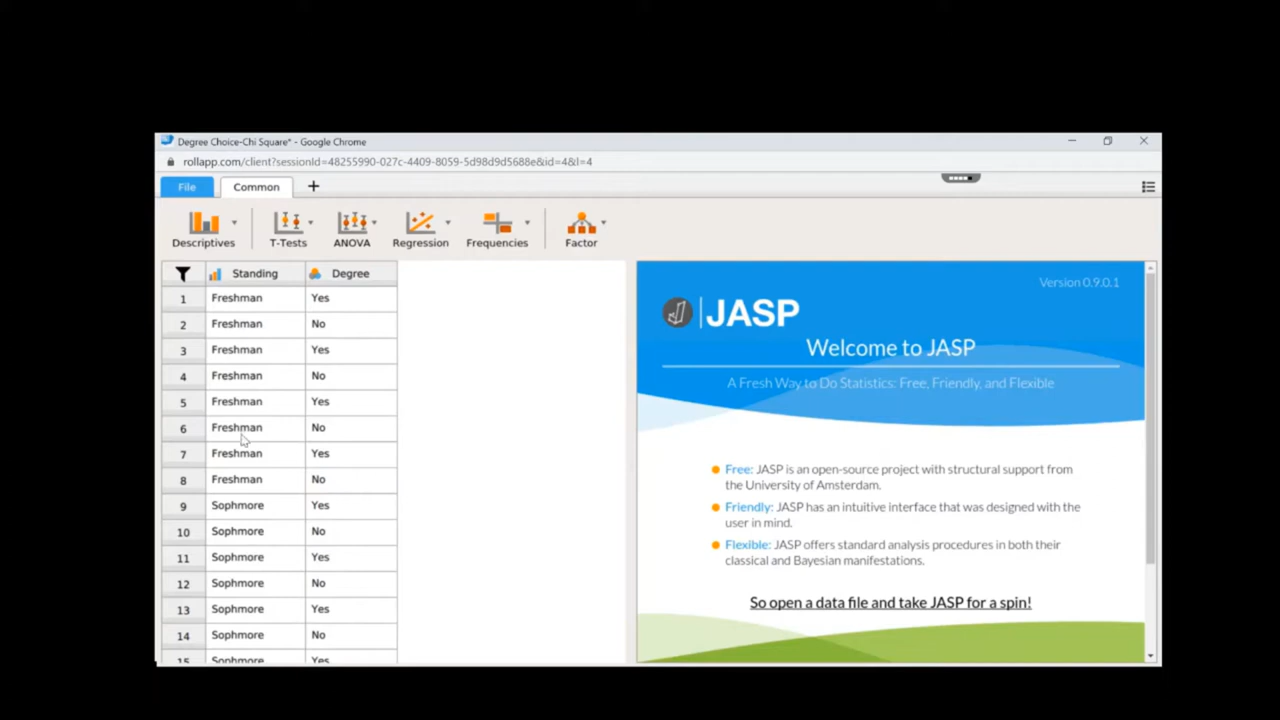 Degree Choice-Chi Square* - Google Chrome
rollapp.com/client?sessionId=48255990-027c-4409-8059-5d98d9d5688e&id=4&l=4
File Common +
Descriptives T-Tests ANOVA Regression Frequencies Factor
Standing Degree
1 Freshman Yes
2 Freshman No
3 Freshman Yes
4 Freshman No
5 Freshman Yes
6 Freshman No
7 Freshman Yes
8 Freshman No
9 Sophmore Yes
10 Sophmore No
11 Sophmore Yes
12 Sophmore No
13 Sophmore Yes
14 Sophmore No
15 Sophmore Yes
Version 0.9.0.1
JASP
Welcome to JASP
A Fresh Way to Do Statistics: Free, Friendly, and Flexible
Free: JASP is an open-source project with structural support from
the University of Amsterdam.
Friendly: JASP has an intuitive interface that was designed with the
user in mind.
Flexible: JASP offers standard analysis procedures in both their
classical and Bayesian manifestations.
So open a data file and take JASP for a spin!